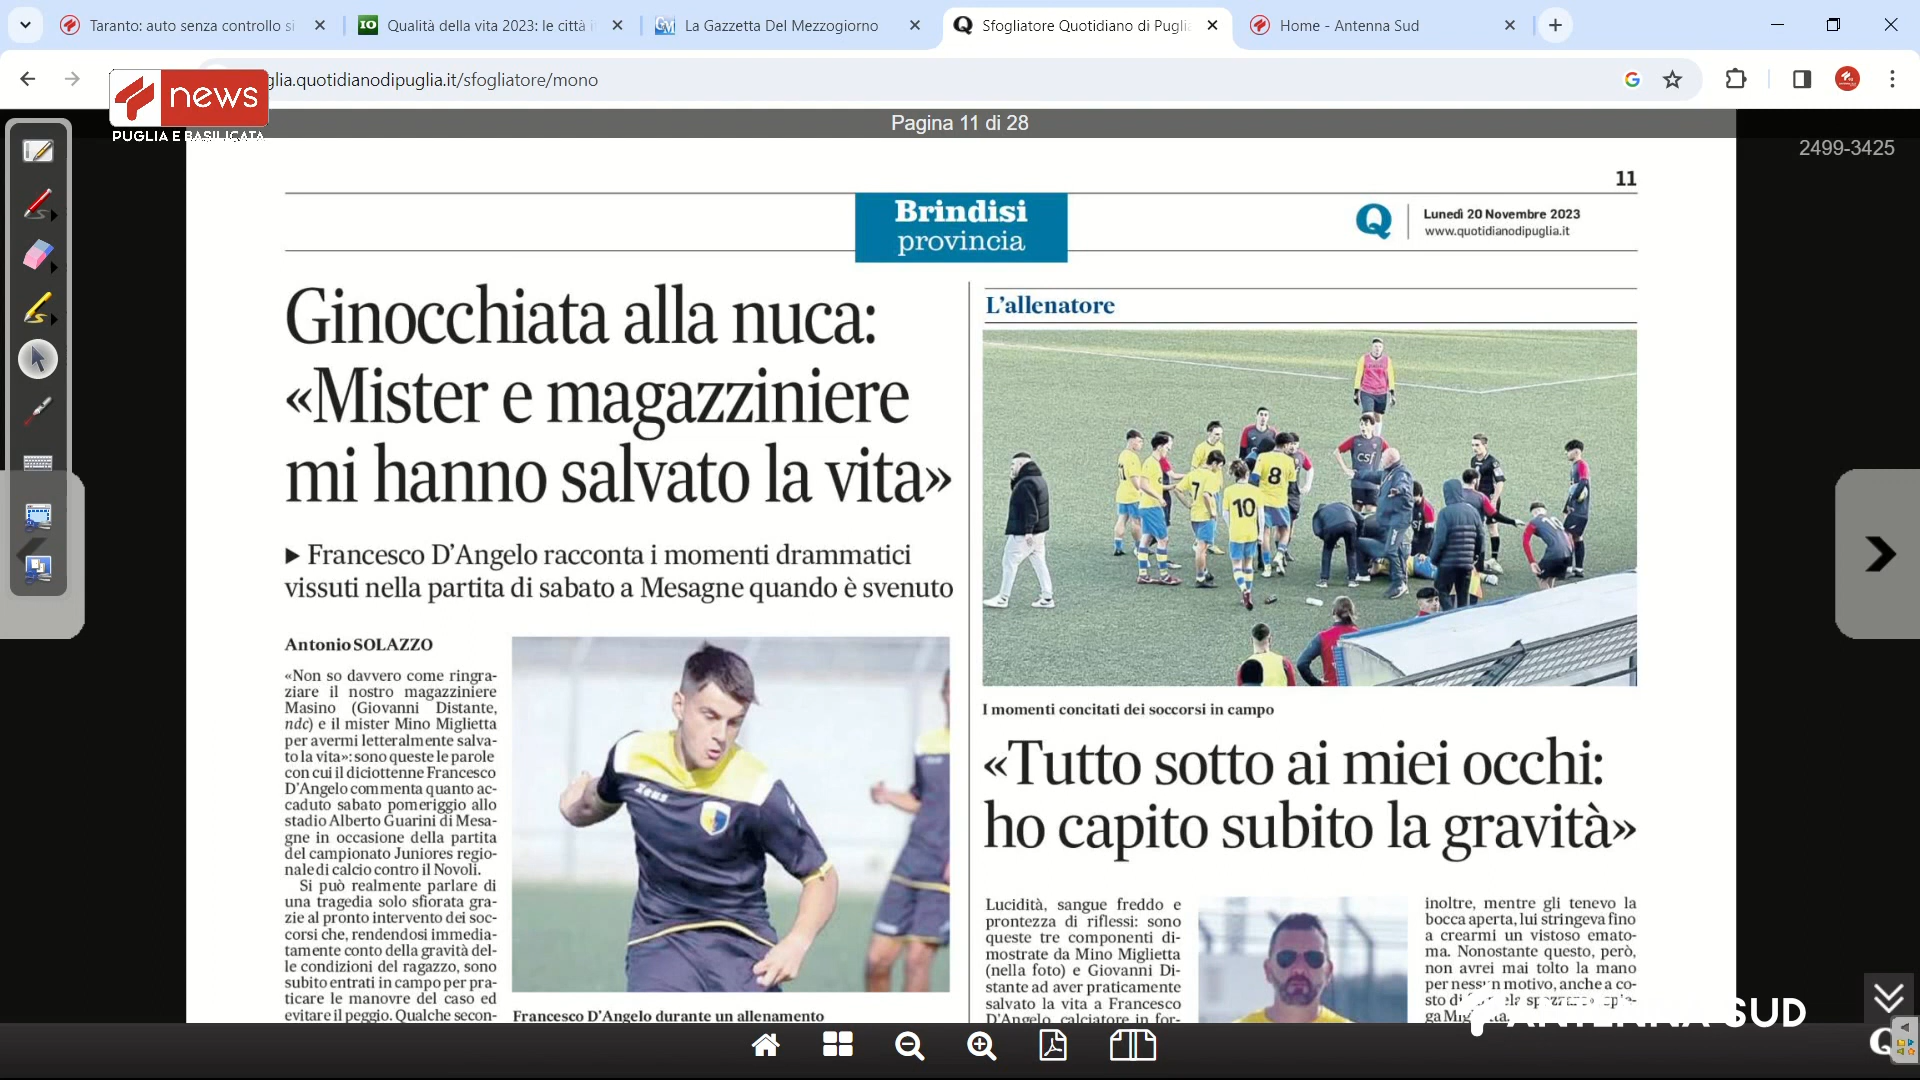 Taranto: auto senza controllo si
Qualità della vita 2023: le città i
La Gazzetta Del Mezzogiorno
Sfogliatore Quotidiano di Puglia
Home - Antenna Sud
glia.quotidianodipuglia.it/sfogliatore/mono
news
PUGLIA E BASILICATA
Pagina 11 di 28
2499-3425
11
Brindisi
provincia
Lunedì 20 Novembre 2023
www.quotidianodipuglia.it
Ginocchiata alla nuca:
«Mister e magazziniere
mi hanno salvato la vita»
▶ Francesco D'Angelo racconta i momenti drammatici
vissuti nella partita di sabato a Mesagne quando è svenuto
Antonio SOLAZZO
«Non so davvero come ringra-
ziare il nostro magazziniere
Masino (Giovanni Distante,
ndc) e il mister Mino Miglietta
per avermi letteralmente salva-
to la vita»: sono queste le parole
con cui il diciottenne Francesco
D'Angelo commenta quanto ac-
caduto sabato pomeriggio allo
stadio Alberto Guarini di Mesa-
gne in occasione della partita
del campionato Juniores regio-
nale di calcio contro il Novoli.
Si può realmente parlare di
una tragedia solo sfiorata gra-
zie al pronto intervento dei soc-
corsi che, rendendosi immedia-
tamente conto della gravità del-
le condizioni del ragazzo, sono
subito entrati in campo per pra-
ticare le manovre del caso ed
evitare il peggio. Qualche secon-
Francesco D'Angelo durante un allenamento
L'allenatore
I momenti concitati dei soccorsi in campo
«Tutto sotto ai miei occhi:
ho capito subito la gravità»
Lucidità, sangue freddo e
prontezza di riflessi: sono
queste tre componenti di-
mostrate da Mino Miglietta
(nella foto) e Giovanni Di-
stante ad aver praticamente
salvato la vita a Francesco
D'Angelo, calciatore in for-
inoltre, mentre gli tenevo la
bocca aperta, lui stringeva fino
a crearmi un vistoso emato-
ma. Nonostante questo, però,
non avrei mai tolto la mano
per nessun motivo, anche a co-
sto di
ANTENNA SUD